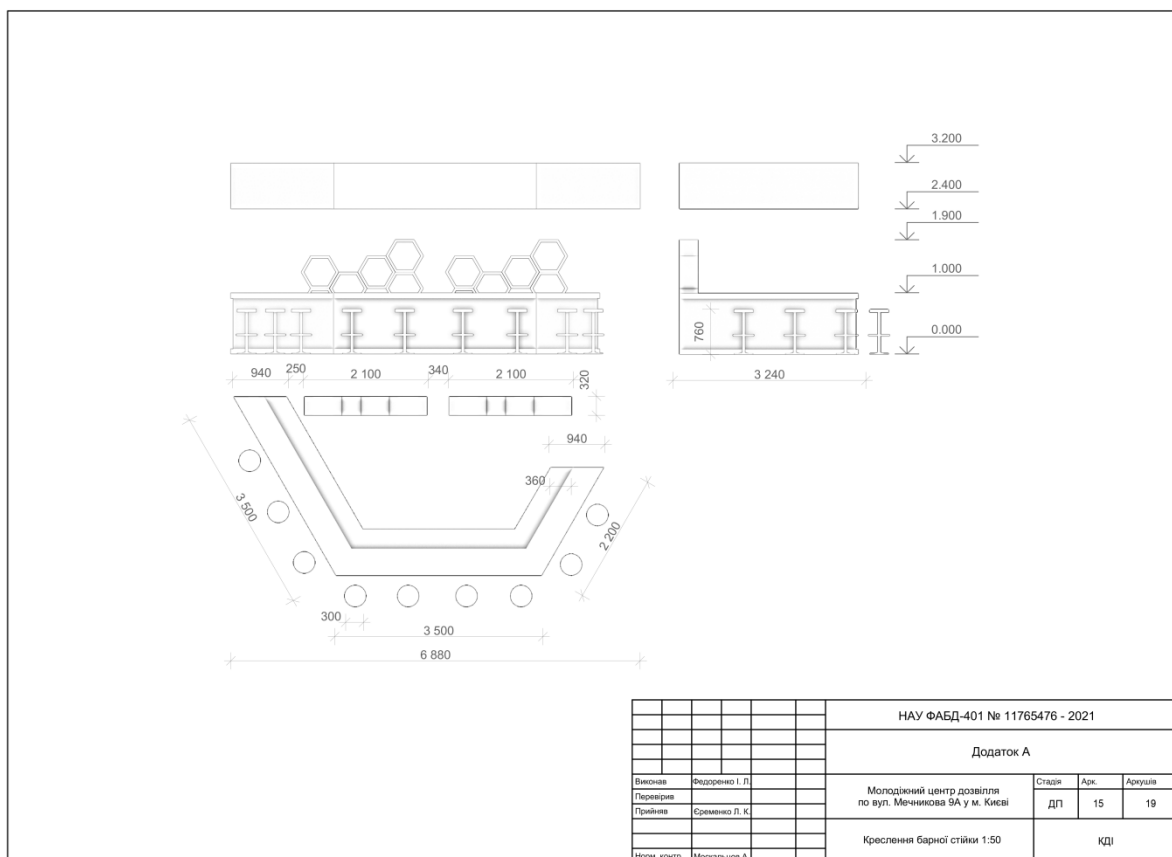 3.200
2.400
1.900
1.000
760
0.000
940
250
2 100
340
2 100
320
3 240
940
360
3 500
2 200
300
3 500
6 880
НАУ ФАБД-401 № 11765476 - 2021
Додаток А
Виконав Федоренко І. Л.
Перевірив
Прийняв Єременко Л. К.
Молодіжний центр дозвілля
по вул. Мечникова 9А у м. Києві
Стадія Арк. Аркушів
ДП 15 19
Креслення барної стійки 1:50
КДІ
Норм. контр.